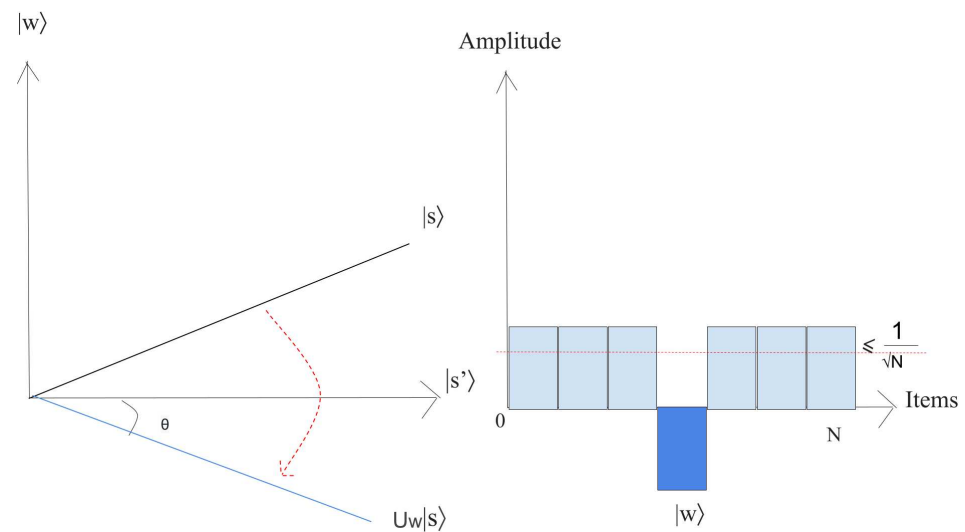 |w⟩
|s⟩
|s’⟩
θ
Uw|s⟩
Amplitude
⩽ 1
√N
Items
0
N
|w⟩